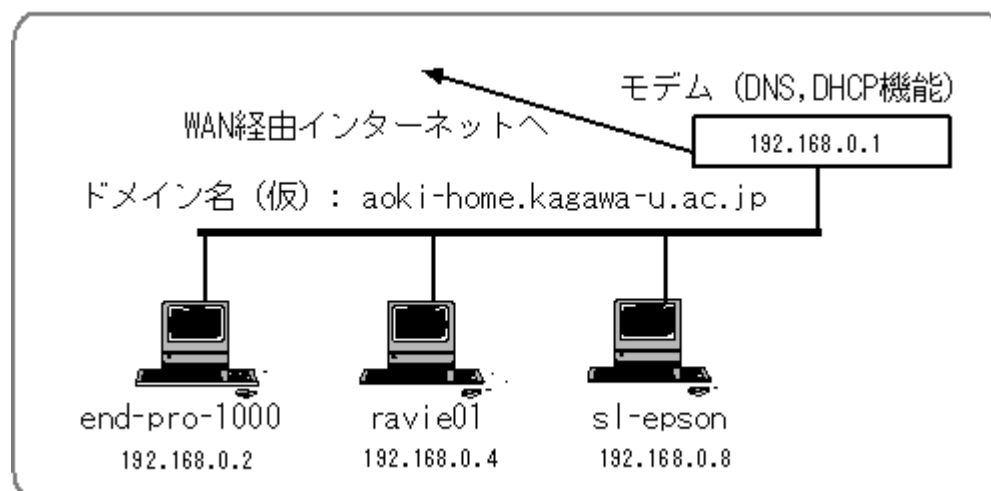 モデム (DNS,DHCP機能)
WAN経由インターネットへ
192.168.0.1
ドメイン名 (仮) : aoki-home.kagawa-u.ac.jp
end-pro-1000
ravie01
sl-epson
192.168.0.2
192.168.0.4
192.168.0.8